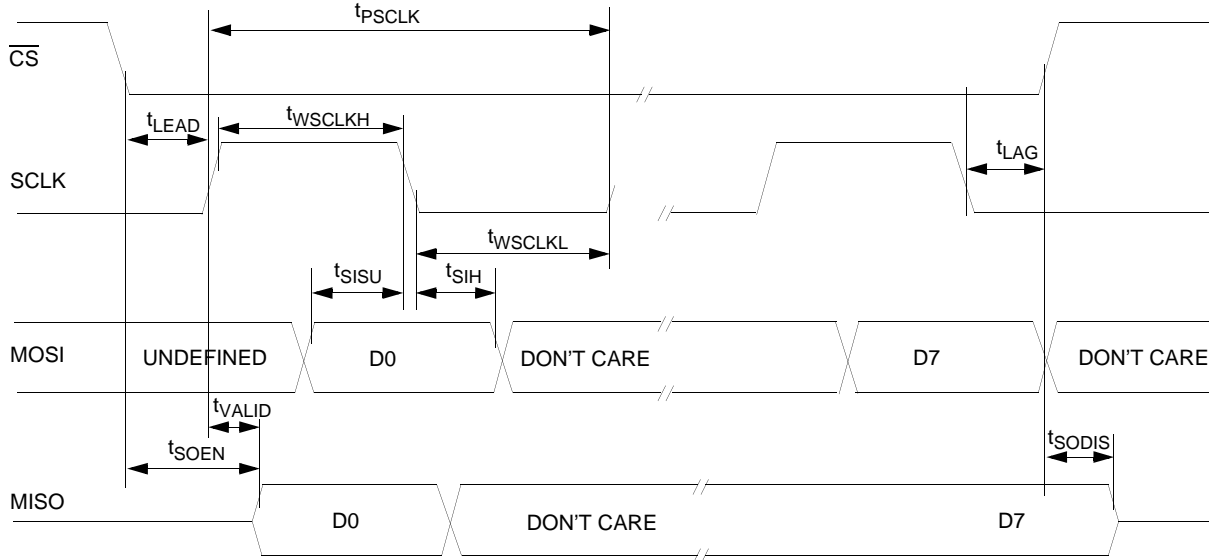 tPSCLK
CS
tLEAD
tWSCLKH
tLAG
SCLK
tWSCLKL
tSISU
tSIH
MOSI
UNDEFINED
D0
DON'T CARE
D7
DON'T CARE
tVALID
tSOEN
tSODIS
MISO
D0
DON'T CARE
D7